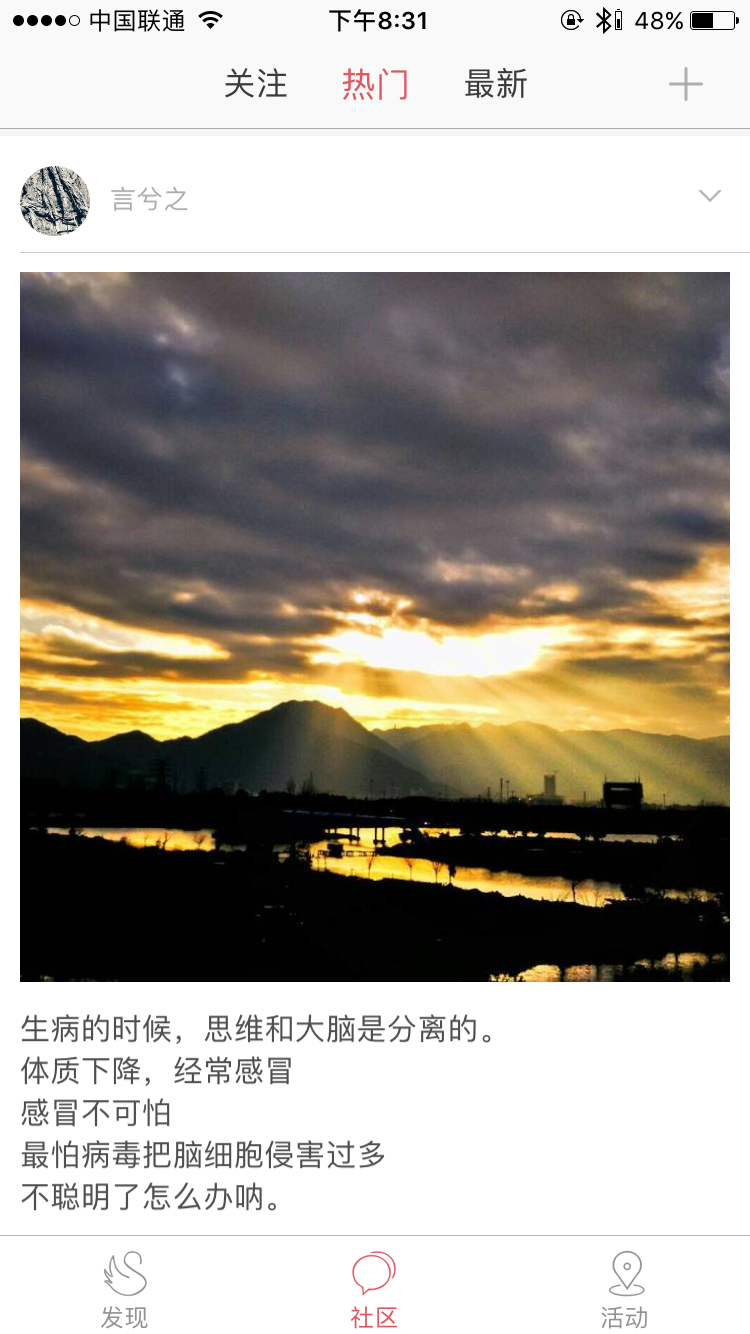 中国联通 下午8:31 48%
关注 热门 最新
言兮之
生病的时候，思维和大脑是分离的。
体质下降，经常感冒
感冒不可怕
最怕病毒把脑细胞侵害过多
不聪明了怎么办呐。
发现 社区 活动